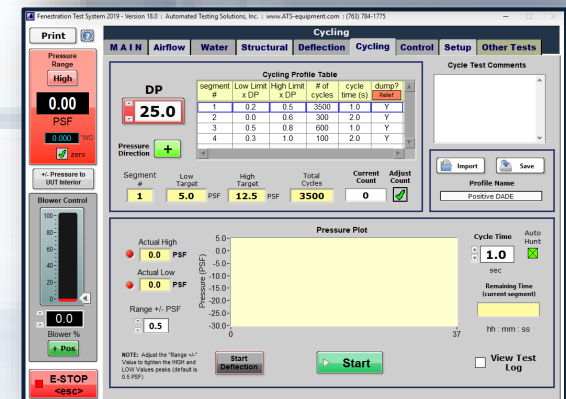 Fenestration Test System 2019 - Version 18.0 : Automated Testing Solutions, Inc. : www.ATS-equipment.com : (763) 784-1775
Print
Cycling
MAIN Airflow Water Structural Deflection Cycling Control Setup Other Tests
Pressure
Range
High
0.00
PSF
0.000 "WC
zero
+/- Pressure to
UUT Interior
Blower Control
100
80
60
40
20
0
0.0
Blower %
+ Pos
E-STOP
<esc>
DP
25.0
Pressure
Direction +
Cycling Profile Table
segment # Low Limit x DP High Limit x DP # of cycles cycle time (s) dump? Relief
1 0.2 0.5 3500 1.0 Y
2 0.0 0.6 300 2.0 Y
3 0.5 0.8 600 1.0 Y
4 0.3 1.0 100 2.0 Y
Segment # Low Target High Target Total Cycles Current Count Adjust Count
1 5.0 PSF 12.5 PSF 3500 0
Cycle Test Comments
Import Save
Profile Name
Positive DADE
Pressure Plot
Actual High
0.0 PSF
Actual Low
0.0 PSF
Range +/- PSF
0.5
Pressure (PSF)
5.0
0.0
-5.0
-10.0
-15.0
-20.0
-25.0
-30.0
0 37
NOTE: Adjust the "Range +/-"
Value to tighten the HIGH and
LOW Values peaks (default is
0.5 PSF)
Start
Deflection
Start
Cycle Time
1.0
sec
Auto
Hunt
Remaining Time
(current segment)
hh : mm : ss
View Test
Log